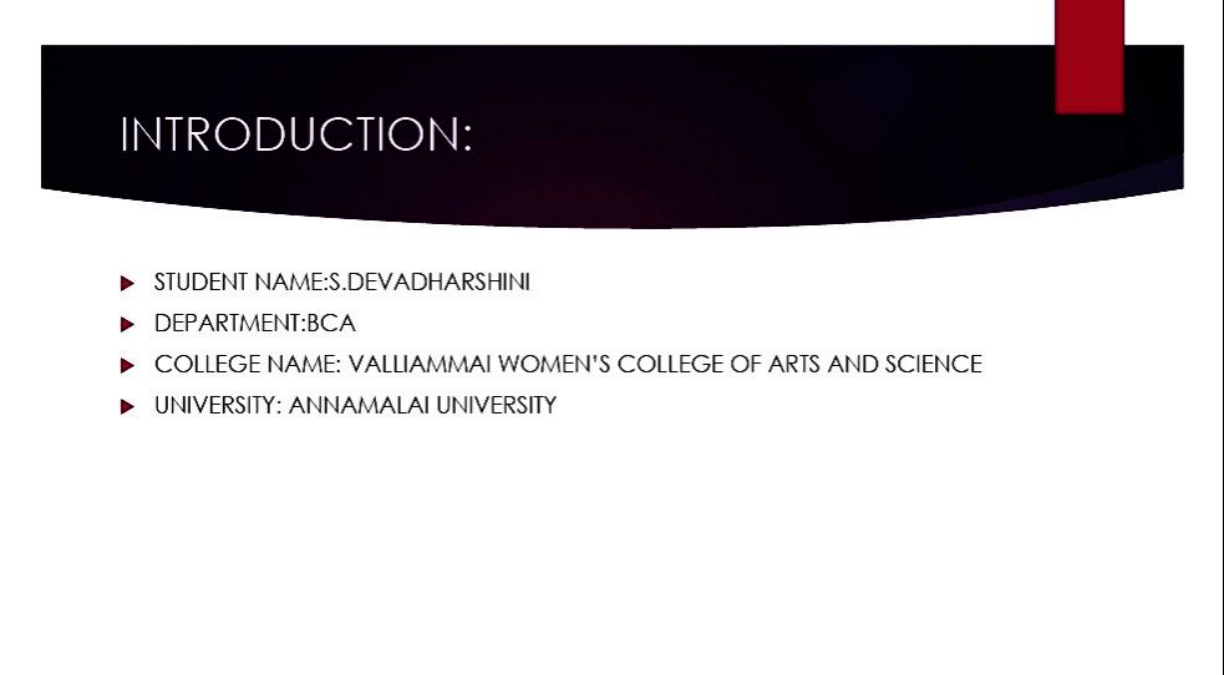 INTRODUCTION:
STUDENT NAME:S.DEVADHARSHINI
DEPARTMENT:BCA
COLLEGE NAME: VALLIAMMAI WOMEN'S COLLEGE OF ARTS AND SCIENCE
UNIVERSITY: ANNAMALAI UNIVERSITY